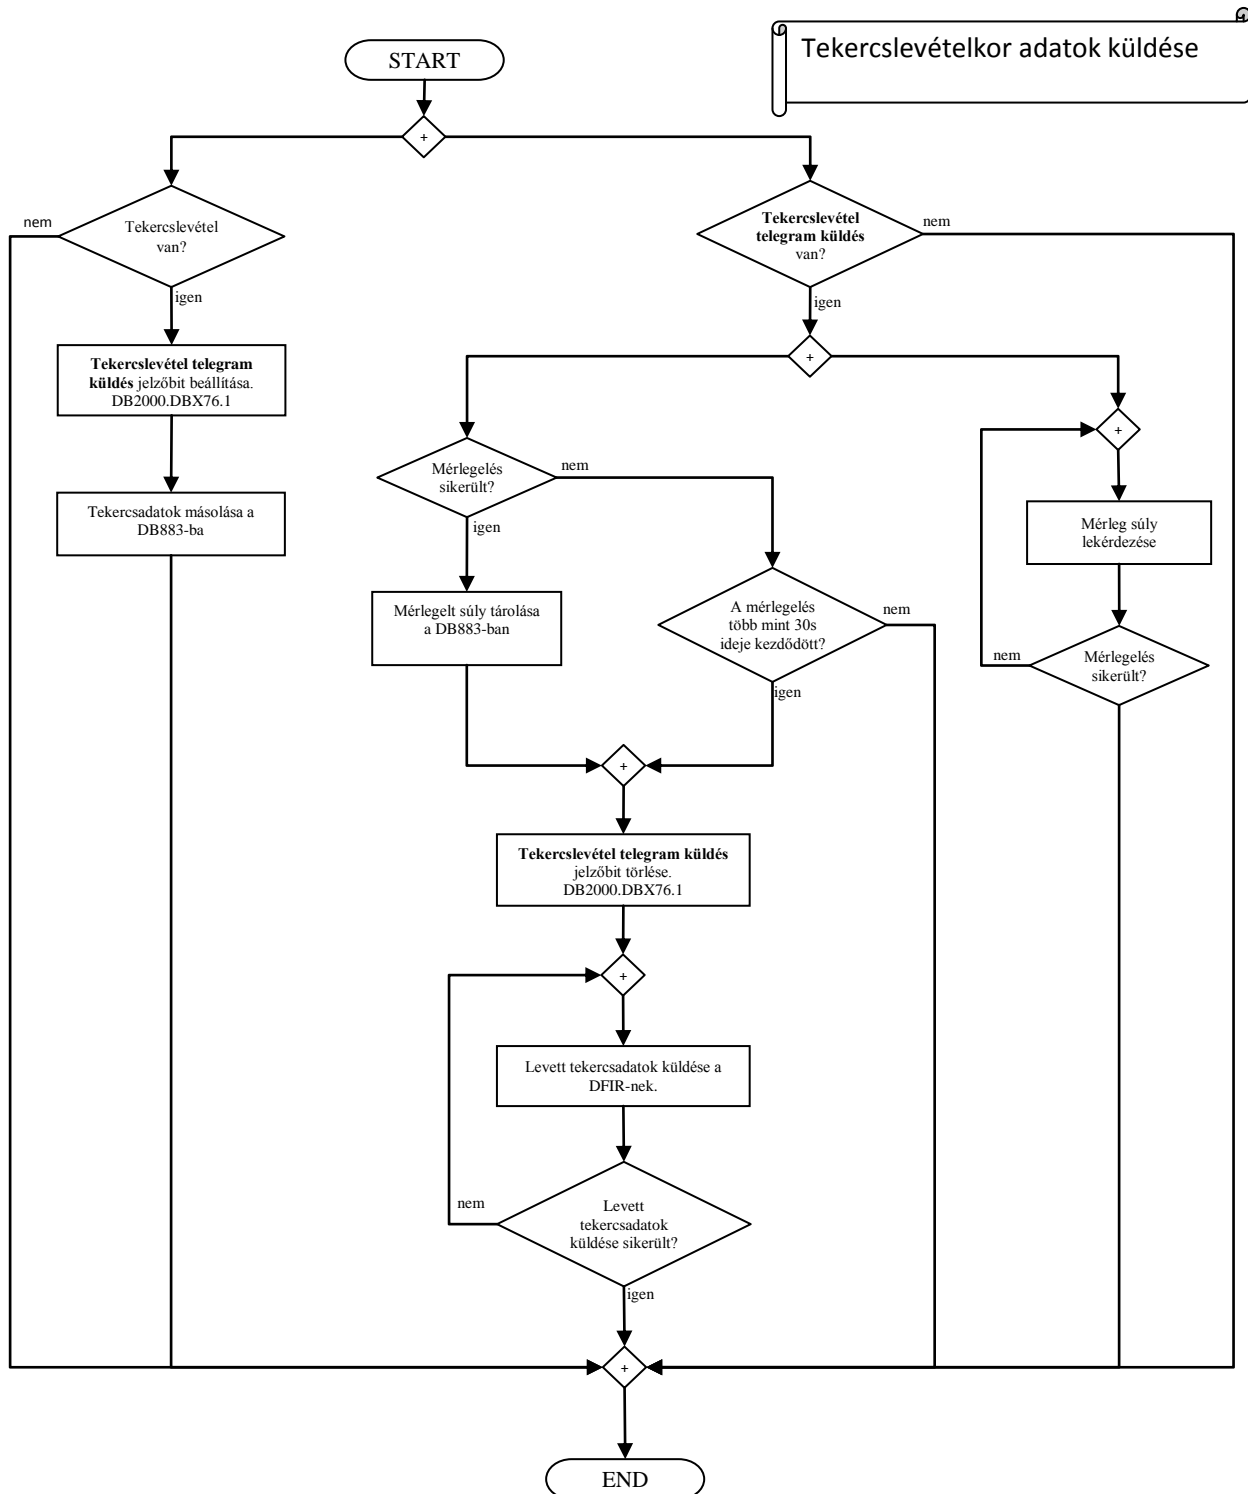 Tekercslevételkor adatok küldése
START
+
nem
Tekercslevétel
van?
igen
Tekercslevétel
telegram küldés
van?
nem
igen
Tekercslevétel telegram
küldés jelzőbit beállítása.
DB2000.DBX76.1
+
+
Tekercsadatok másolása a
DB883-ba
Mérlegelés
sikerült?
nem
igen
Mérleg súly
lekérdezése
Mérlegelt súly tárolása
a DB883-ban
A mérlegelés
több mint 30s
ideje kezdődött?
nem
igen
nem
Mérlegelés
sikerült?
+
Tekercslevétel telegram küldés
jelzőbit törlése.
DB2000.DBX76.1
+
Levett tekercsadatok küldése a
DFIR-nek.
nem
Levett
tekercsadatok
küldése sikerült?
igen
+
END